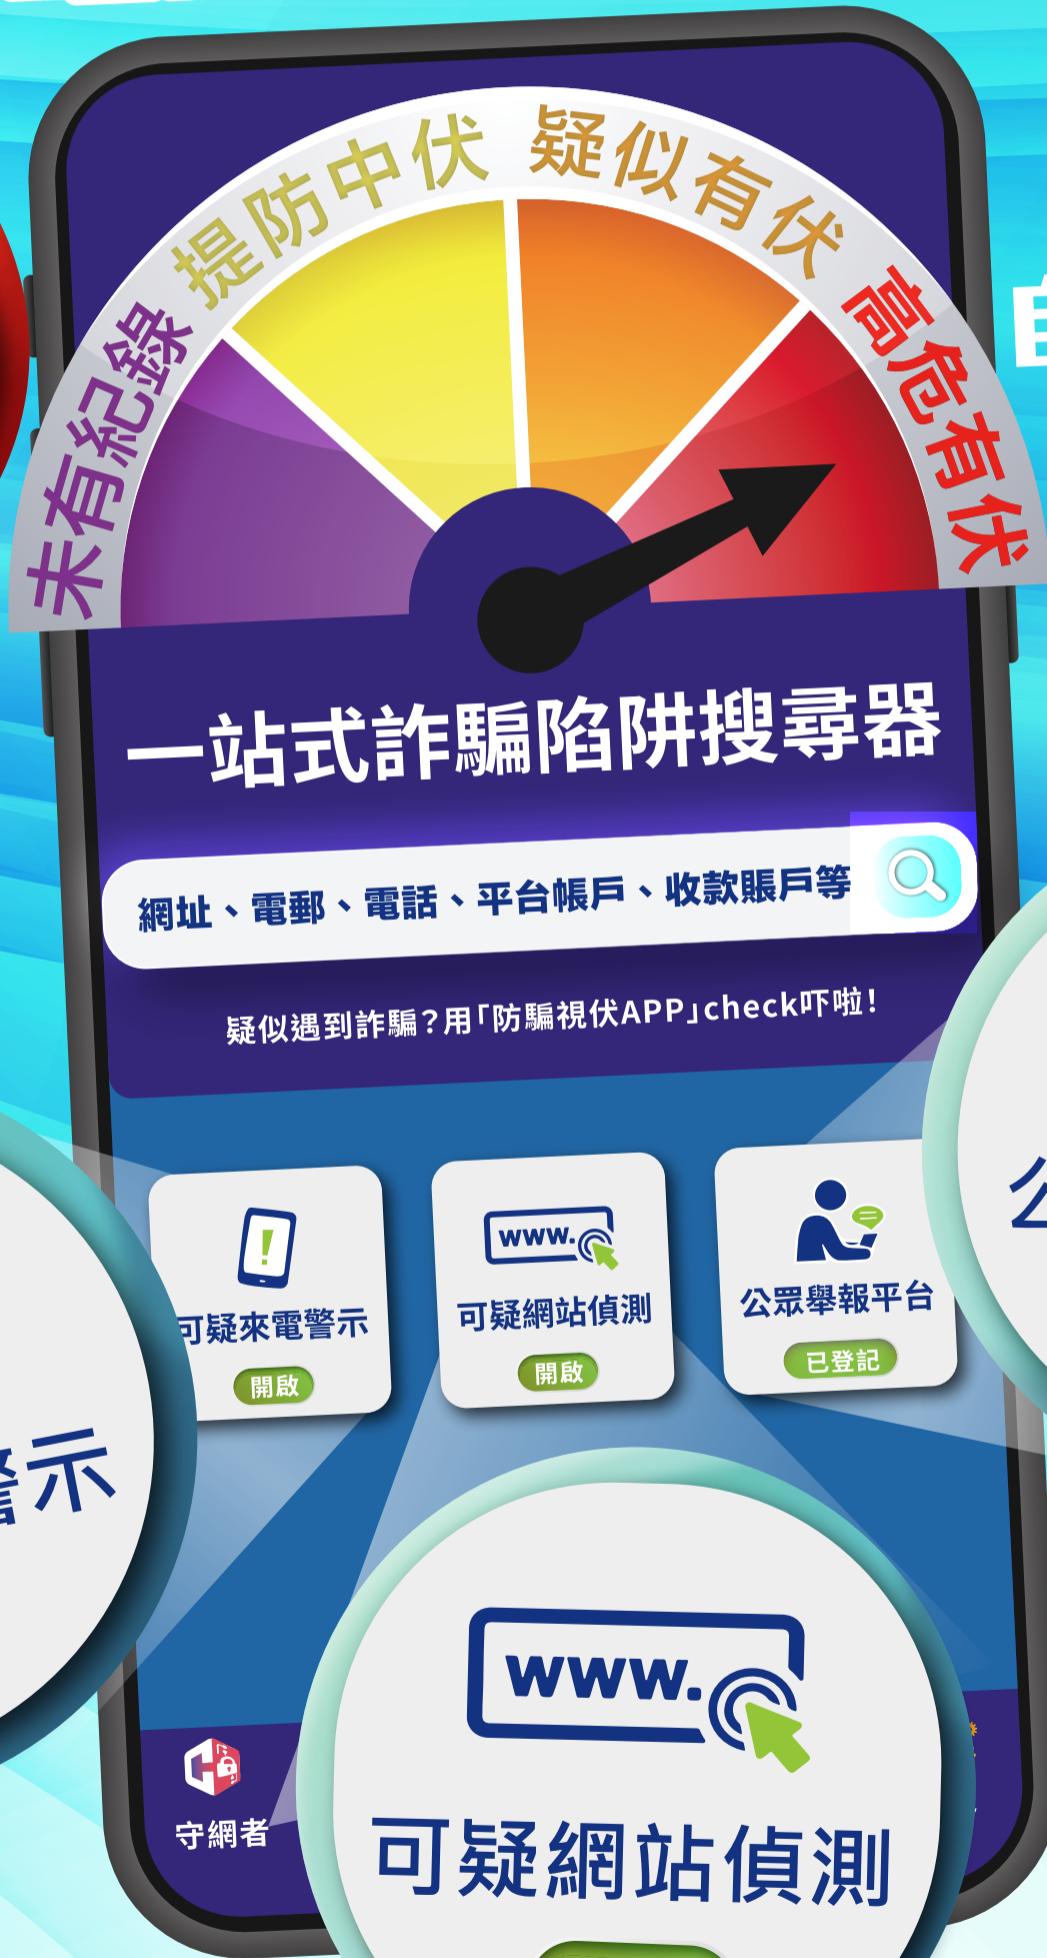 未有紀錄
提防中伏
疑似有伏
高危有伏
一站式詐騙陷阱搜尋器
網址、電郵、電話、平台帳戶、收款賬戶等
疑似遇到詐騙？用「防騙視伏APP」check吓啦！
可疑來電警示
開啟
www.
可疑網站偵測
開啟
公眾舉報平台
已登記
公
警示
www.
可疑網站偵測
守網者